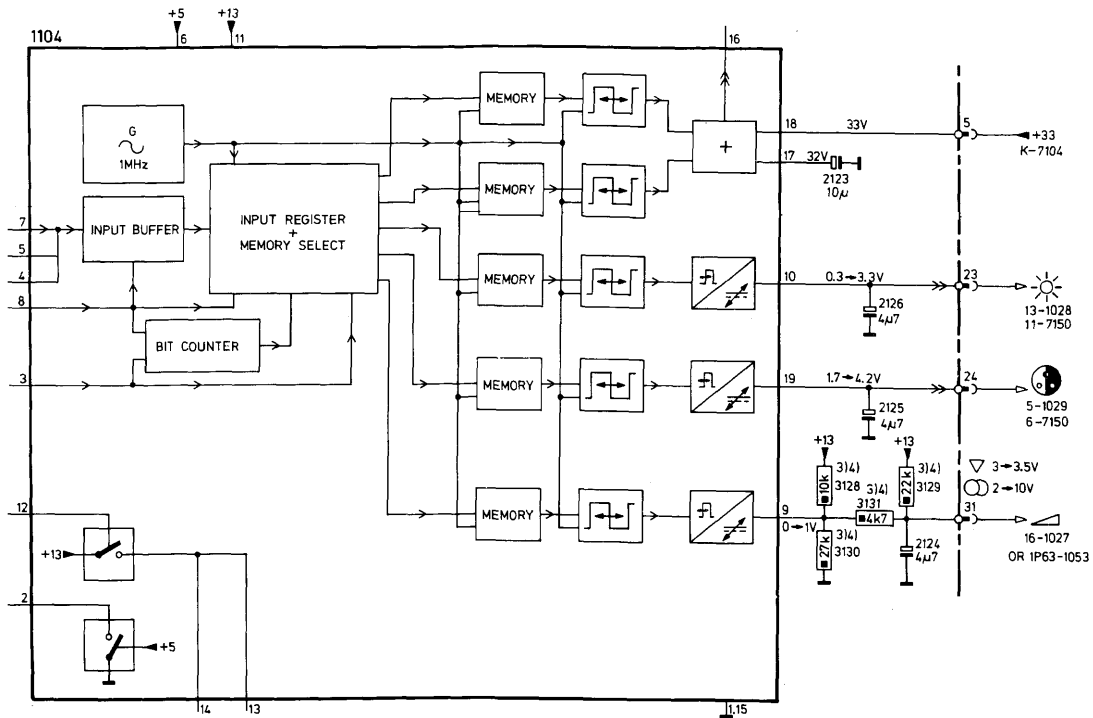 +5
+13
1104
6
11
16
G
1MHz
MEMORY
+
18
33V
5
+33
K-7104
17
32V
2123
10µ
MEMORY
7
INPUT BUFFER
5
4
INPUT REGISTER
+
MEMORY SELECT
MEMORY
10
0.3→3.3V
23
2126
4µ7
13-1028
11-7150
8
BIT COUNTER
3
MEMORY
19
1.7→4.2V
24
2125
4µ7
5-1029
6-7150
+13
+13
10k
3)4)
3128
22k
3)4)
3129
3→3.5V
2→10V
12
MEMORY
9
0→1V
3)4)
3131
4k7
31
16-1027
OR 1P63-1053
27k
3)4)
3130
2124
4µ7
+13
2
+5
14
13
1.15